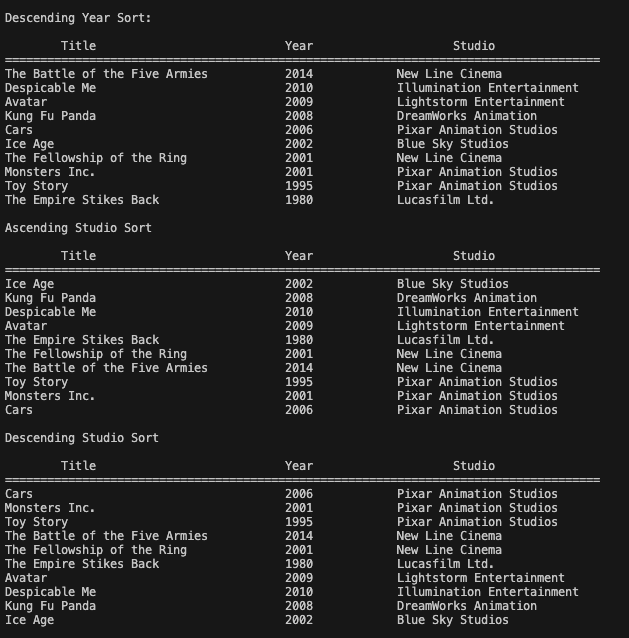 Descending Year Sort:
Title Year Studio
=====================================================================================
The Battle of the Five Armies 2014 New Line Cinema
Despicable Me 2010 Illumination Entertainment
Avatar 2009 Lightstorm Entertainment
Kung Fu Panda 2008 DreamWorks Animation
Cars 2006 Pixar Animation Studios
Ice Age 2002 Blue Sky Studios
The Fellowship of the Ring 2001 New Line Cinema
Monsters Inc. 2001 Pixar Animation Studios
Toy Story 1995 Pixar Animation Studios
The Empire Stikes Back 1980 Lucasfilm Ltd.
Ascending Studio Sort
Title Year Studio
=====================================================================================
Ice Age 2002 Blue Sky Studios
Kung Fu Panda 2008 DreamWorks Animation
Despicable Me 2010 Illumination Entertainment
Avatar 2009 Lightstorm Entertainment
The Empire Stikes Back 1980 Lucasfilm Ltd.
The Fellowship of the Ring 2001 New Line Cinema
The Battle of the Five Armies 2014 New Line Cinema
Toy Story 1995 Pixar Animation Studios
Monsters Inc. 2001 Pixar Animation Studios
Cars 2006 Pixar Animation Studios
Descending Studio Sort
Title Year Studio
=====================================================================================
Cars 2006 Pixar Animation Studios
Monsters Inc. 2001 Pixar Animation Studios
Toy Story 1995 Pixar Animation Studios
The Battle of the Five Armies 2014 New Line Cinema
The Fellowship of the Ring 2001 New Line Cinema
The Empire Stikes Back 1980 Lucasfilm Ltd.
Avatar 2009 Lightstorm Entertainment
Despicable Me 2010 Illumination Entertainment
Kung Fu Panda 2008 DreamWorks Animation
Ice Age 2002 Blue Sky Studios